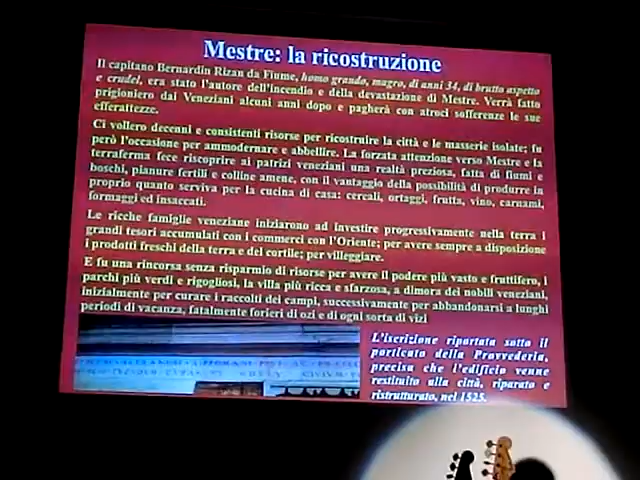 Mestre: la ricostruzione
Il capitano Bernardin Rizan da Fiume, homo grando, magro, di anni 34, di brutto aspetto
e crudel, era stato l'autore dell'incendio e della devastazione di Mestre. Verrà fatto
prigioniero dai Veneziani alcuni anni dopo e pagherà con atroci sofferenze le sue
efferattezze.
Ci vollero decenni e consistenti risorse per ricostruire la città e le masserie isolate; fu
però l'occasione per ammodernare e abbellire. La forzata attenzione verso Mestre e la
terraferma fece riscoprire ai patrizi veneziani una realtà preziosa, fatta di fiumi e
boschi, pianure fertili e colline amene, con il vantaggio della possibilità di produrre in
proprio quanto serviva per la cucina di casa: cereali, ortaggi, frutta, vino, carnami,
formaggi ed insaccati.
Le ricche famiglie veneziane iniziarono ad investire progressivamente nella terra i
grandi tesori accumulati con i commerci con l'Oriente; per avere sempre a disposizione
i prodotti freschi della terra e del cortile; per villeggiare.
E fu una rincorsa senza risparmio di risorse per avere il podere più vasto e fruttifero, i
parchi più verdi e rigogliosi, la villa più ricca e sfarzosa, a dimora dei nobili veneziani,
inizialmente per curare i raccolti dei campi, successivamente per abbandonarsi a lunghi
periodi di vacanza, fatalmente forieri di ozi e di ogni sorta di vizi
L'iscrizione riportata sotto il
porticato della Provvederia,
precisa che l'edificio venne
restituito alla città, riparato e
ristrutturato, nel 1525.